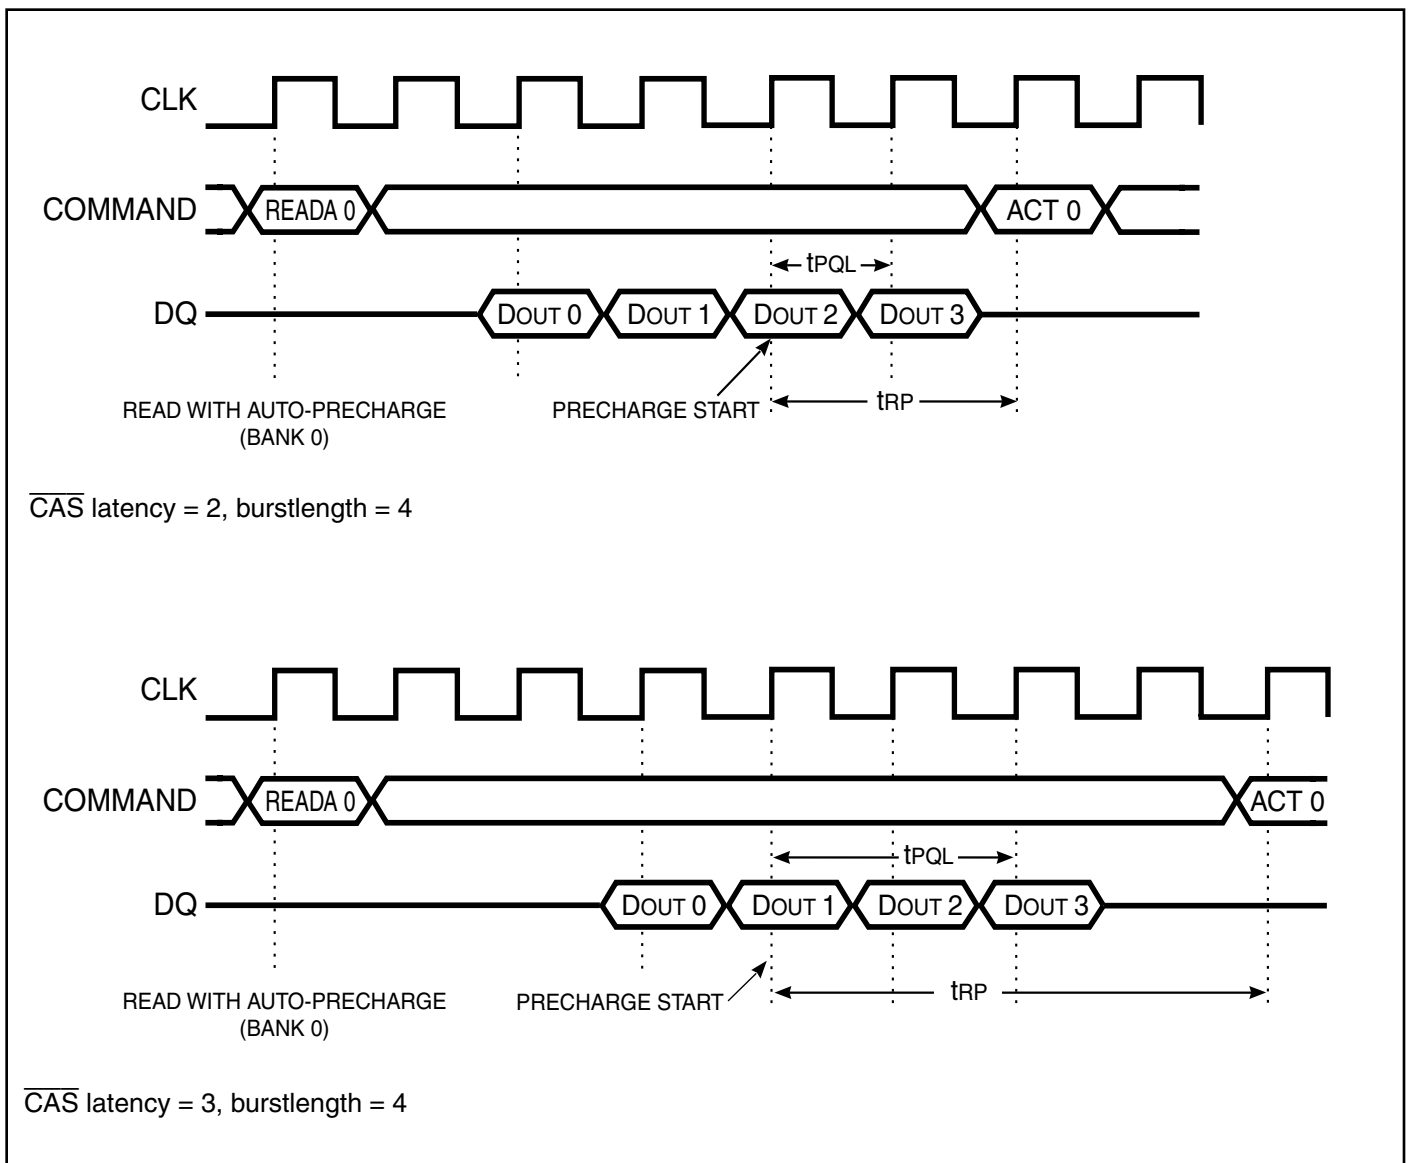 CLK
COMMAND READA 0 ACT 0
tPQL
DQ DOUT 0 DOUT 1 DOUT 2 DOUT 3
READ WITH AUTO-PRECHARGE PRECHARGE START tRP
(BANK 0)
CAS latency = 2, burstlength = 4
CLK
COMMAND READA 0 ACT 0
tPQL
DQ DOUT 0 DOUT 1 DOUT 2 DOUT 3
READ WITH AUTO-PRECHARGE PRECHARGE START tRP
(BANK 0)
CAS latency = 3, burstlength = 4